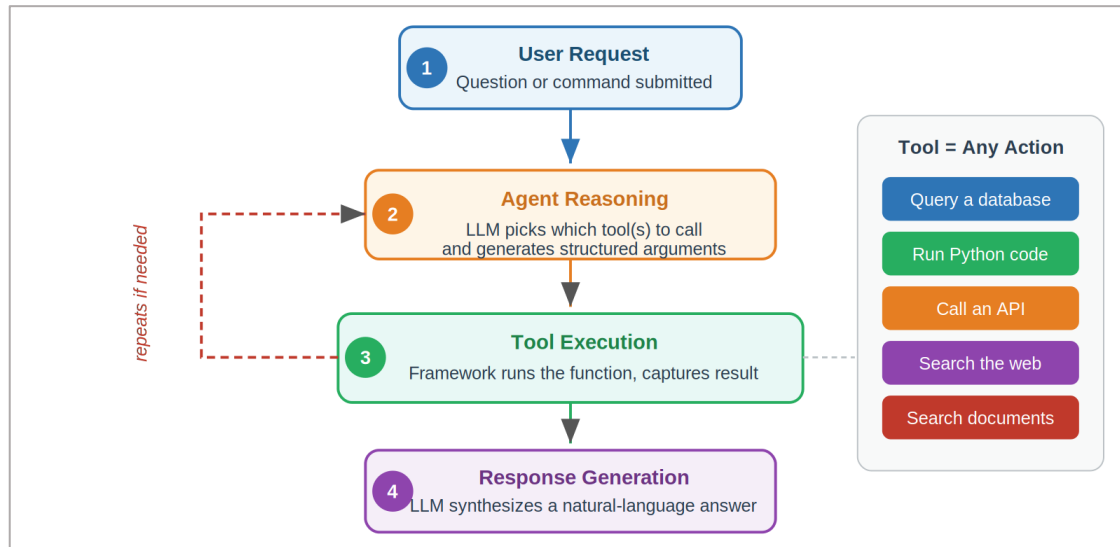 1
User Request
Question or command submitted
2
Agent Reasoning
LLM picks which tool(s) to call
and generates structured arguments
repeats if needed
3
Tool Execution
Framework runs the function, captures result
4
Response Generation
LLM synthesizes a natural-language answer
Tool = Any Action
Query a database
Run Python code
Call an API
Search the web
Search documents